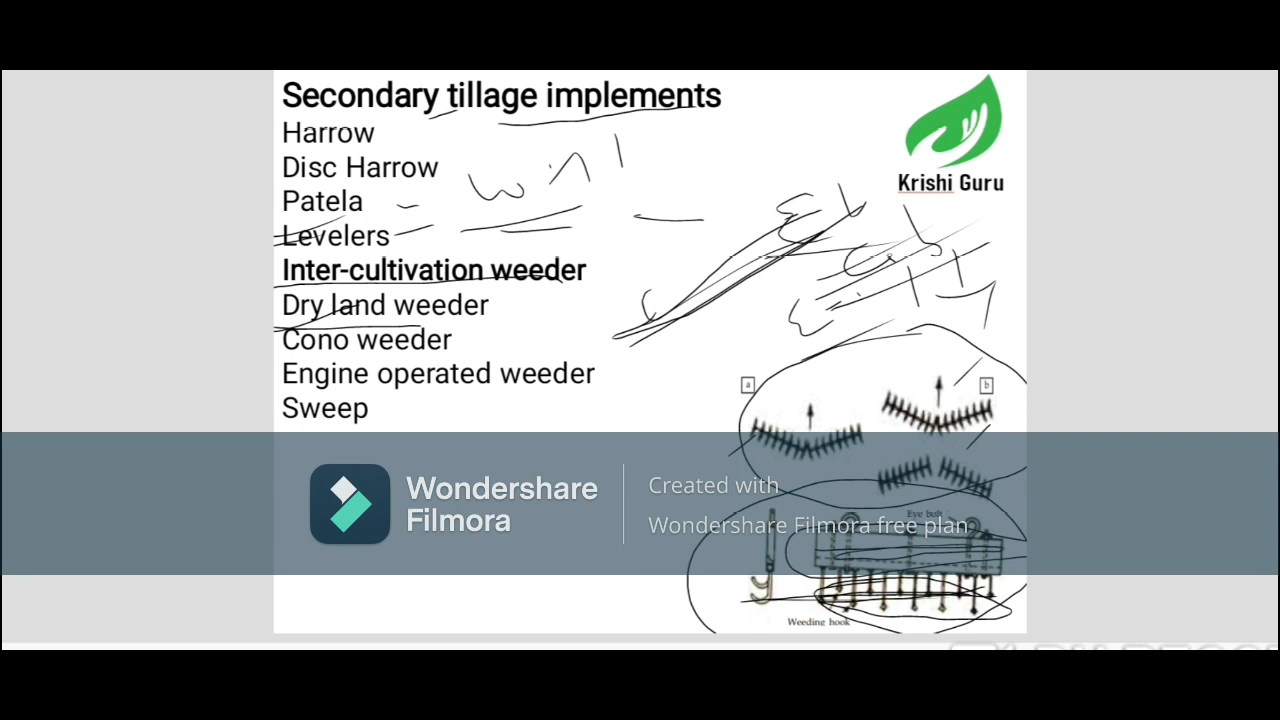 Secondary tillage implements
Harrow
Disc Harrow
Patela
Levelers
Inter-cultivation weeder
Dry land weeder
Cono weeder
Engine operated weeder
Sweep
Krishi Guru
a
b
Wondershare
Filmora
Created with
Wondershare Filmora free plan
Eye bolt
Weeding hook